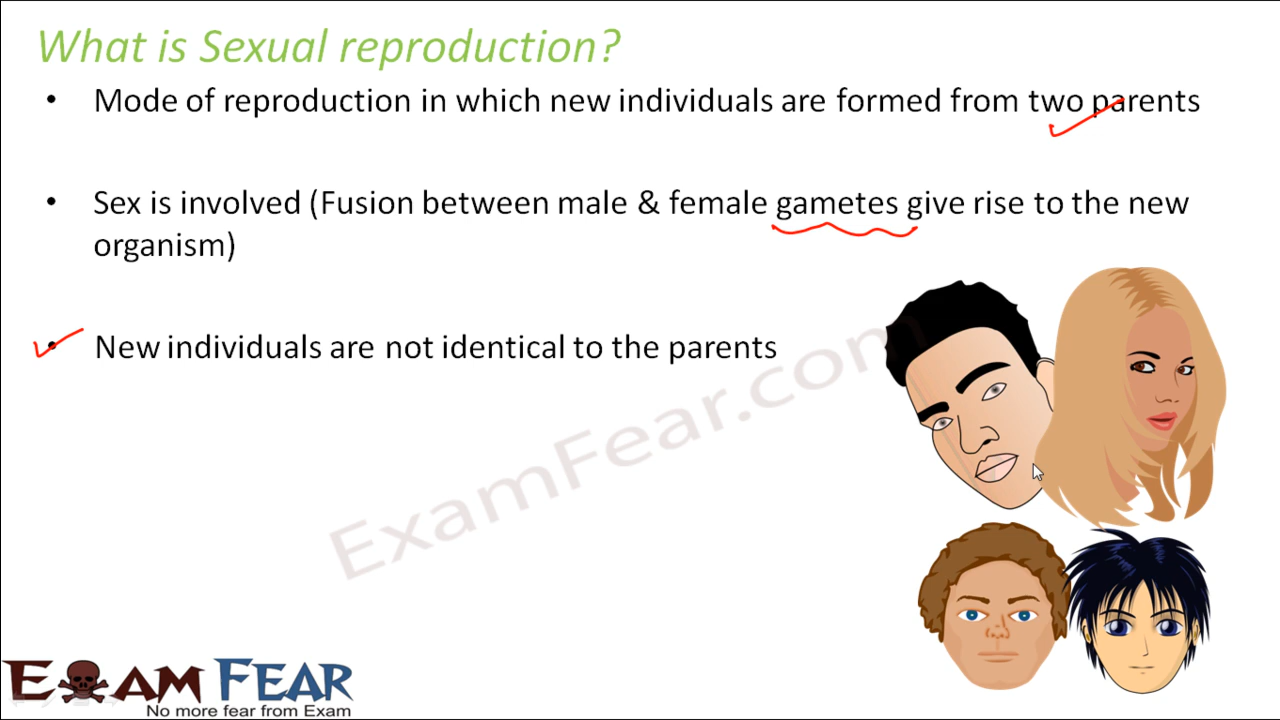 What is Sexual reproduction?
• Mode of reproduction in which new individuals are formed from two parents
• Sex is involved (Fusion between male & female gametes give rise to the new
organism)
• New individuals are not identical to the parents
ExamFear.com
EXAM FEAR
No more fear from Exam